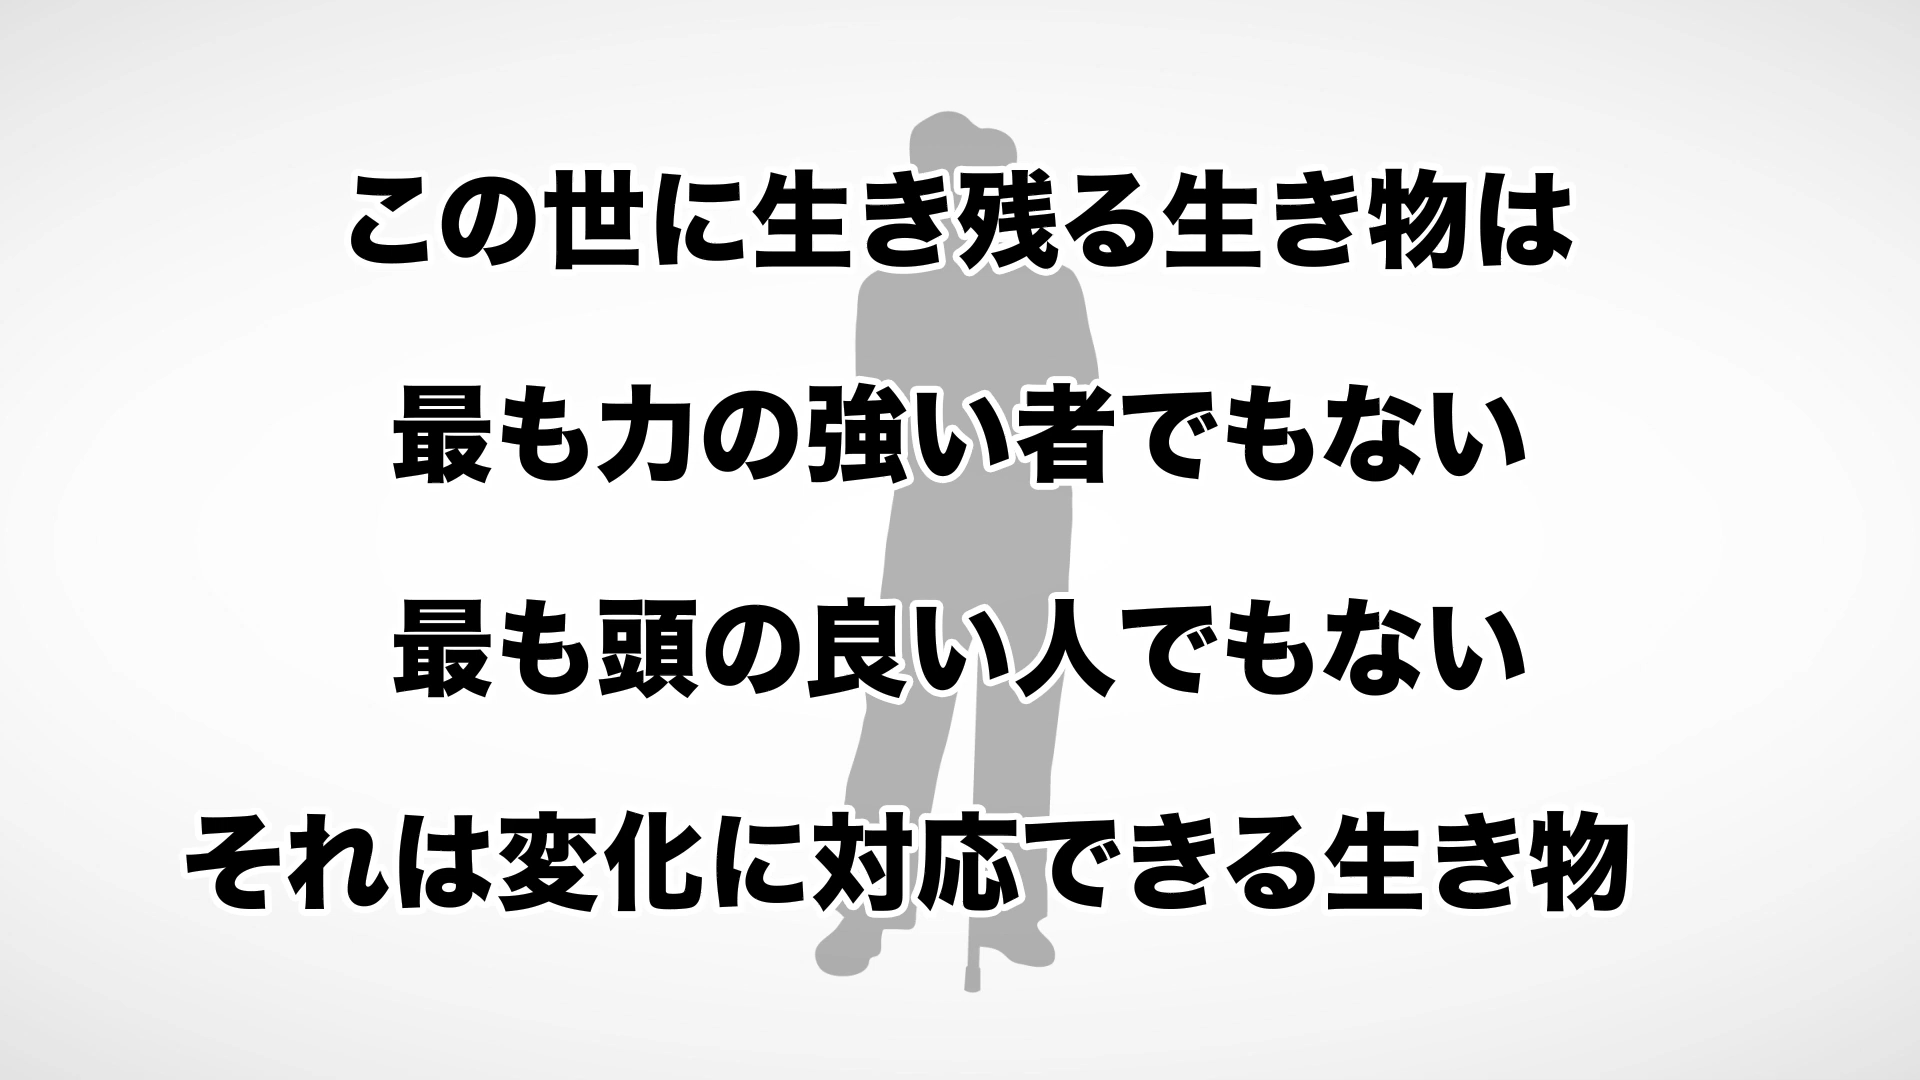 この世に生き残る生き物は
最も力の強い者でもない
最も頭の良い人でもない
それは変化に対応できる生き物